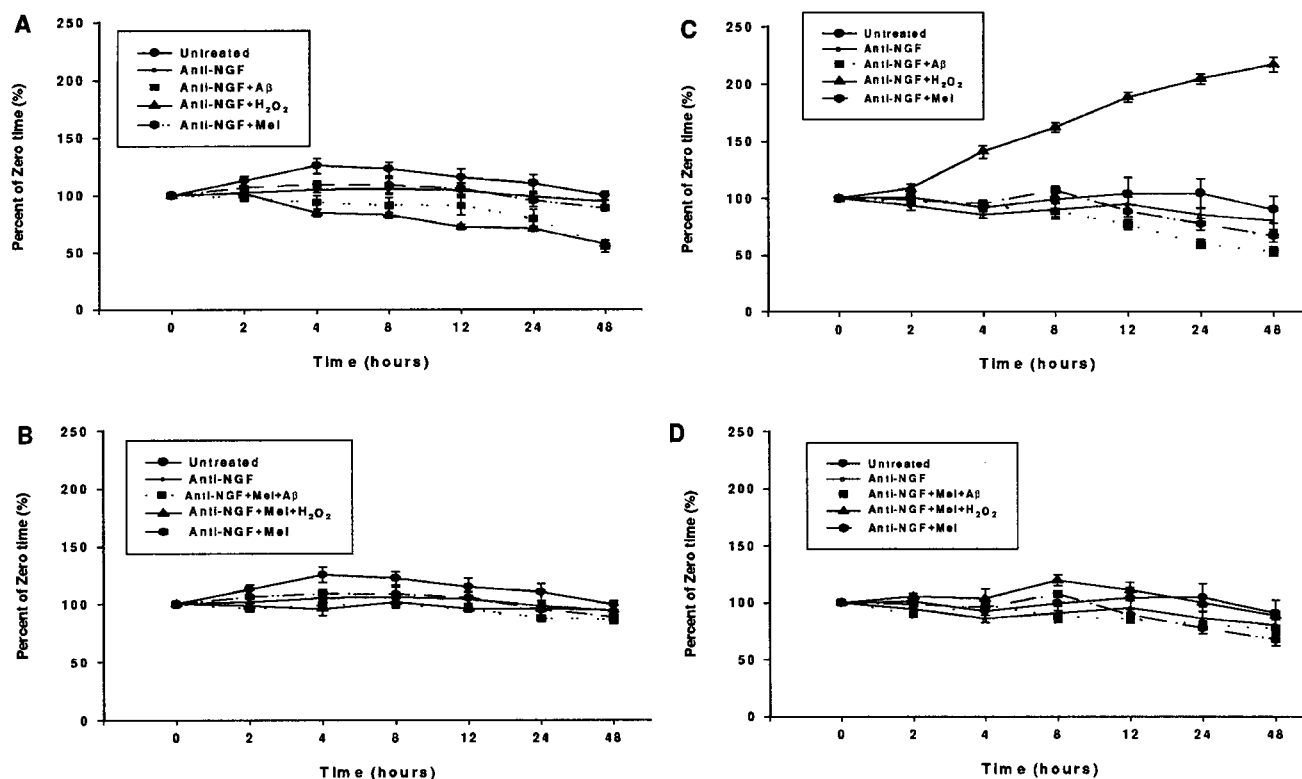 A
Untreated
Anti-NGF
Anti-NGF+Aβ
Anti-NGF+H₂O₂
Anti-NGF+Mel
Percent of Zero time (%)
250
200
150
100
50
0
0 2 4 8 12 24 48
Time (hours)
C
Untreated
Anti-NGF
Anti-NGF+Aβ
Anti-NGF+H₂O₂
Anti-NGF+Mel
Percent of Zero time (%)
250
200
150
100
50
0
0 2 4 8 12 24 48
Time (hours)
B
Untreated
Anti-NGF
Anti-NGF+Mel+Aβ
Anti-NGF+Mel+H₂O₂
Anti-NGF+Mel
Percent of Zero time (%)
250
200
150
100
50
0
0 2 4 8 12 24 48
Time (hours)
D
Untreated
Anti-NGF
Anti-NGF+Mel+Aβ
Anti-NGF+Mel+H₂O₂
Anti-NGF+Mel
Percent of Zero time (%)
250
200
150
100
50
0
0 2 4 8 12 24 48
Time (hours)